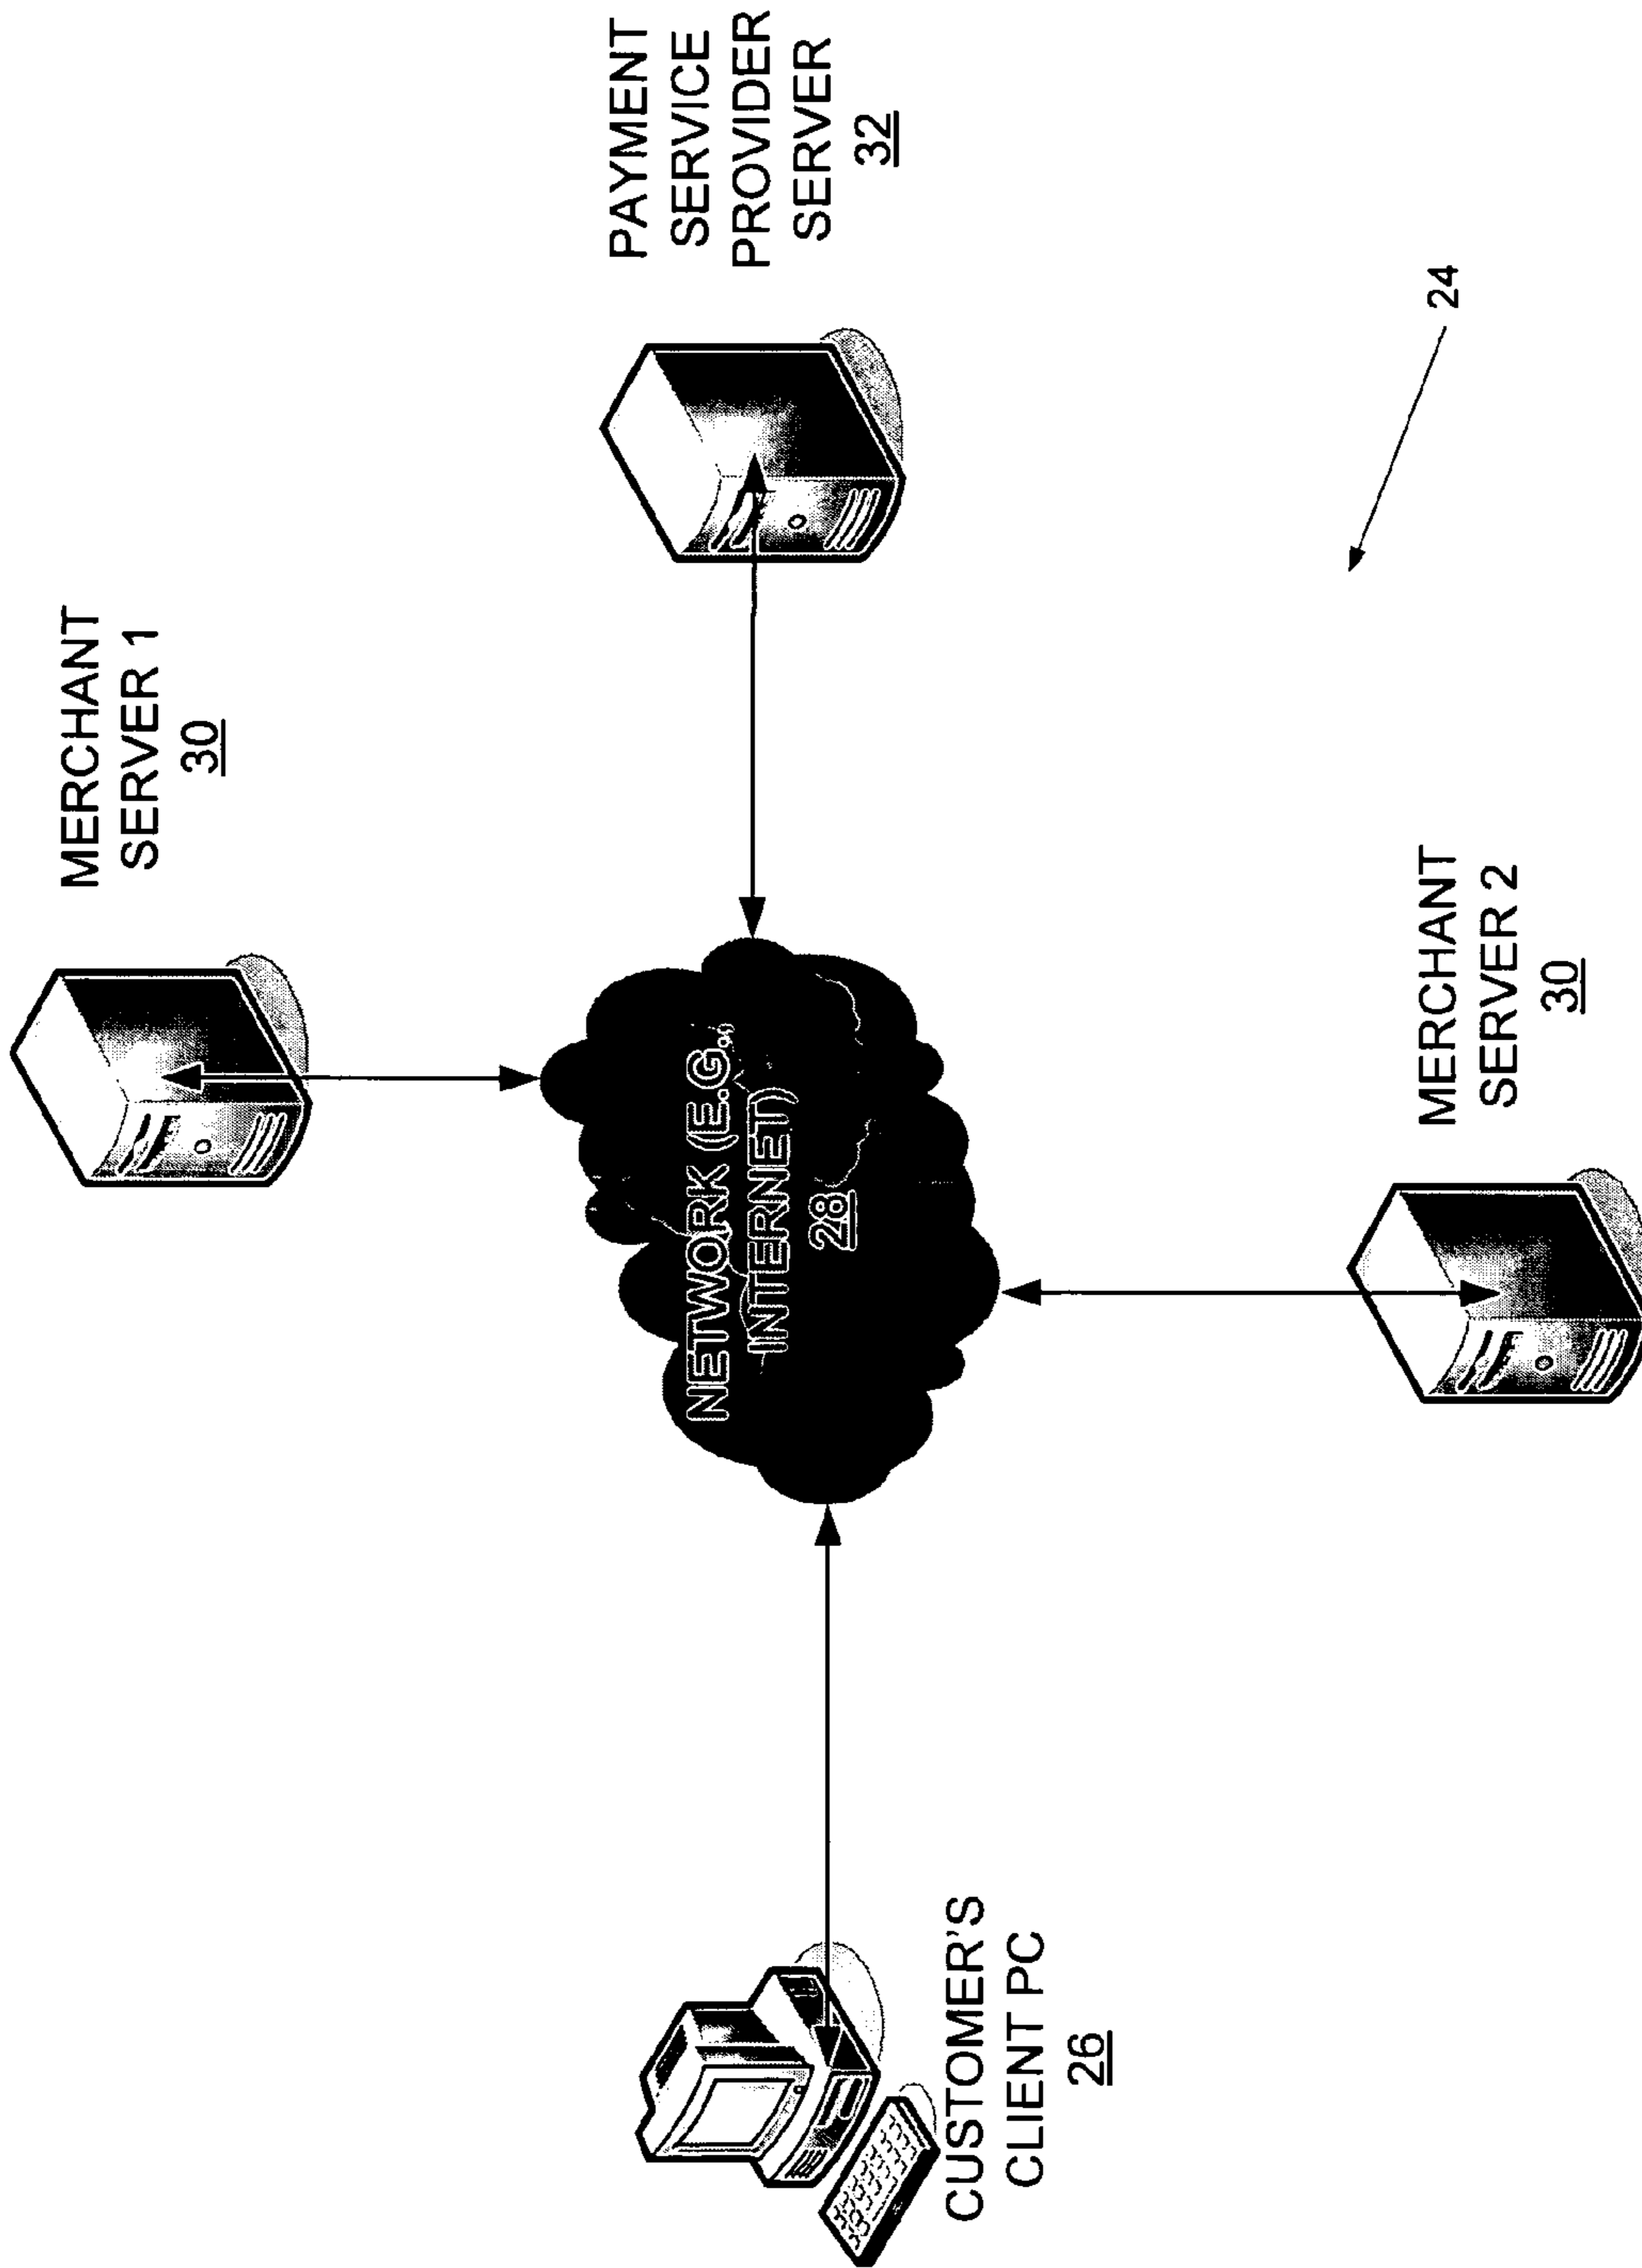 MERCHANT
SERVER 1
30
PAYMENT
SERVICE
PROVIDER
SERVER
32
NETWORK (E.G.,
INTERNET)
28
CUSTOMER'S
CLIENT PC
26
MERCHANT
SERVER 2
30
24